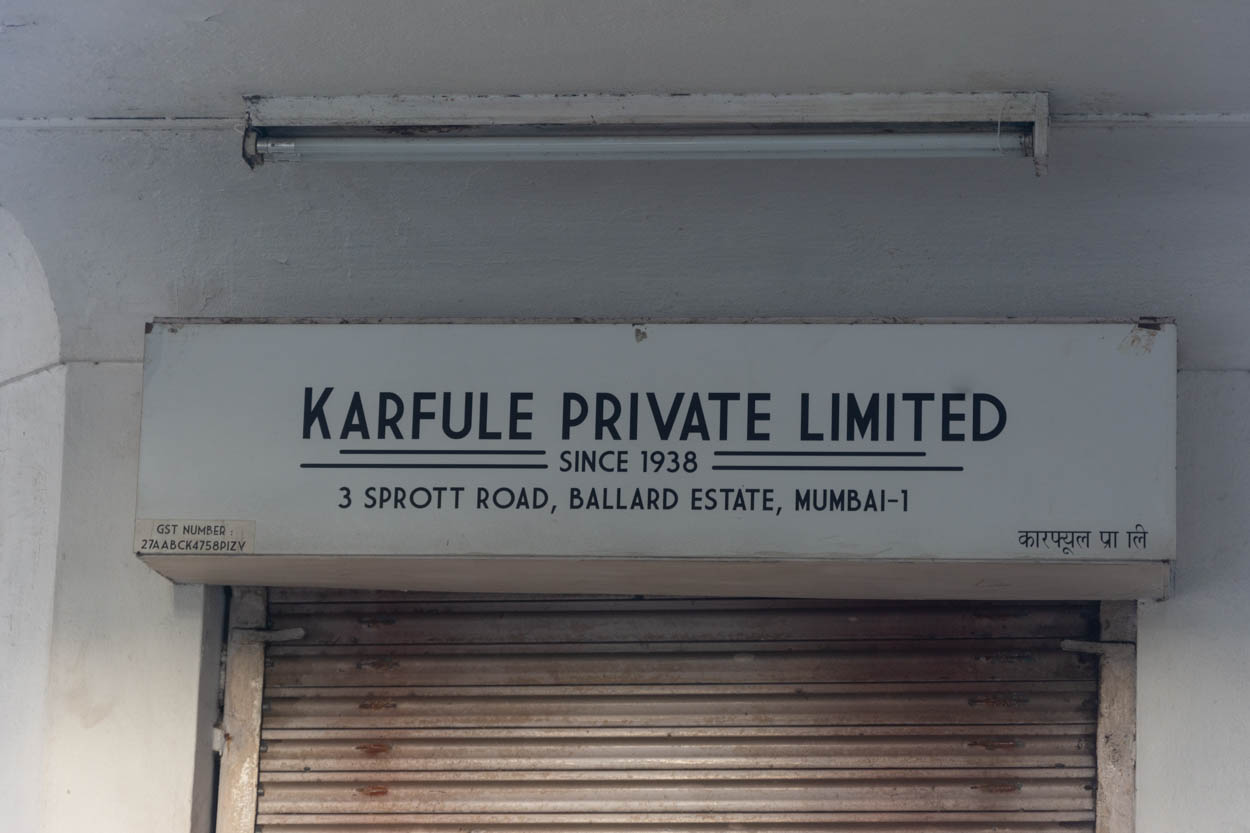 KARFULE PRIVATE LIMITED
SINCE 1938
3 SPROTT ROAD, BALLARD ESTATE, MUMBAI-1
GST NUMBER :
27AABCK4758P1ZV
कारफ्यूल प्रा लि